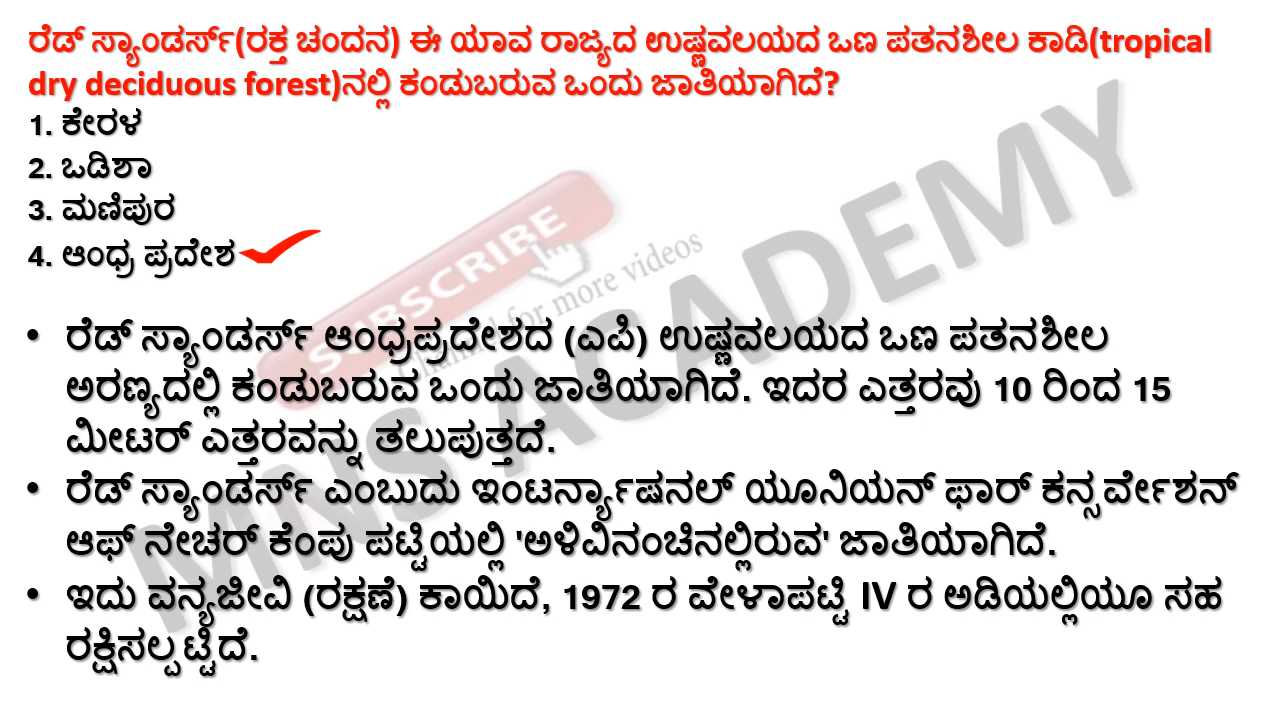 ರೆಡ್ ಸ್ಯಾಂಡರ್ಸ್(ರಕ್ತ ಚಂದನ) ಈ ಯಾವ ರಾಜ್ಯದ ಉಷ್ಣವಲಯದ ಒಣ ಪತನಶೀಲ ಕಾಡಿ(tropical
dry deciduous forest)ನಲ್ಲಿ ಕಂಡುಬರುವ ಒಂದು ಜಾತಿಯಾಗಿದೆ?
1. ಕೇರಳ
2. ಒಡಿಶಾ
3. ಮಣಿಪುರ
4. ಆಂಧ್ರ ಪ್ರದೇಶ
• ರೆಡ್ ಸ್ಯಾಂಡರ್ಸ್ ಆಂಧ್ರಪ್ರದೇಶದ (ಎಪಿ) ಉಷ್ಣವಲಯದ ಒಣ ಪತನಶೀಲ
ಅರಣ್ಯದಲ್ಲಿ ಕಂಡುಬರುವ ಒಂದು ಜಾತಿಯಾಗಿದೆ. ಇದರ ಎತ್ತರವು 10 ರಿಂದ 15
ಮೀಟರ್ ಎತ್ತರವನ್ನು ತಲುಪುತ್ತದೆ.
• ರೆಡ್ ಸ್ಯಾಂಡರ್ಸ್ ಎಂಬುದು ಇಂಟರ್ನ್ಯಾಷನಲ್ ಯೂನಿಯನ್ ಫಾರ್ ಕನ್ಸರ್ವೇಶನ್
ಆಫ್ ನೇಚರ್ ಕೆಂಪು ಪಟ್ಟಿಯಲ್ಲಿ 'ಅಳಿವಿನಂಚಿನಲ್ಲಿರುವ' ಜಾತಿಯಾಗಿದೆ.
• ಇದು ವನ್ಯಜೀವಿ (ರಕ್ಷಣೆ) ಕಾಯಿದೆ, 1972 ರ ವೇಳಾಪಟ್ಟಿ IV ರ ಅಡಿಯಲ್ಲಿಯೂ ಸಹ
ರಕ್ಷಿಸಲ್ಪಟ್ಟಿದೆ.
SUBSCRIBE
for more videos
MNS ACADEMY